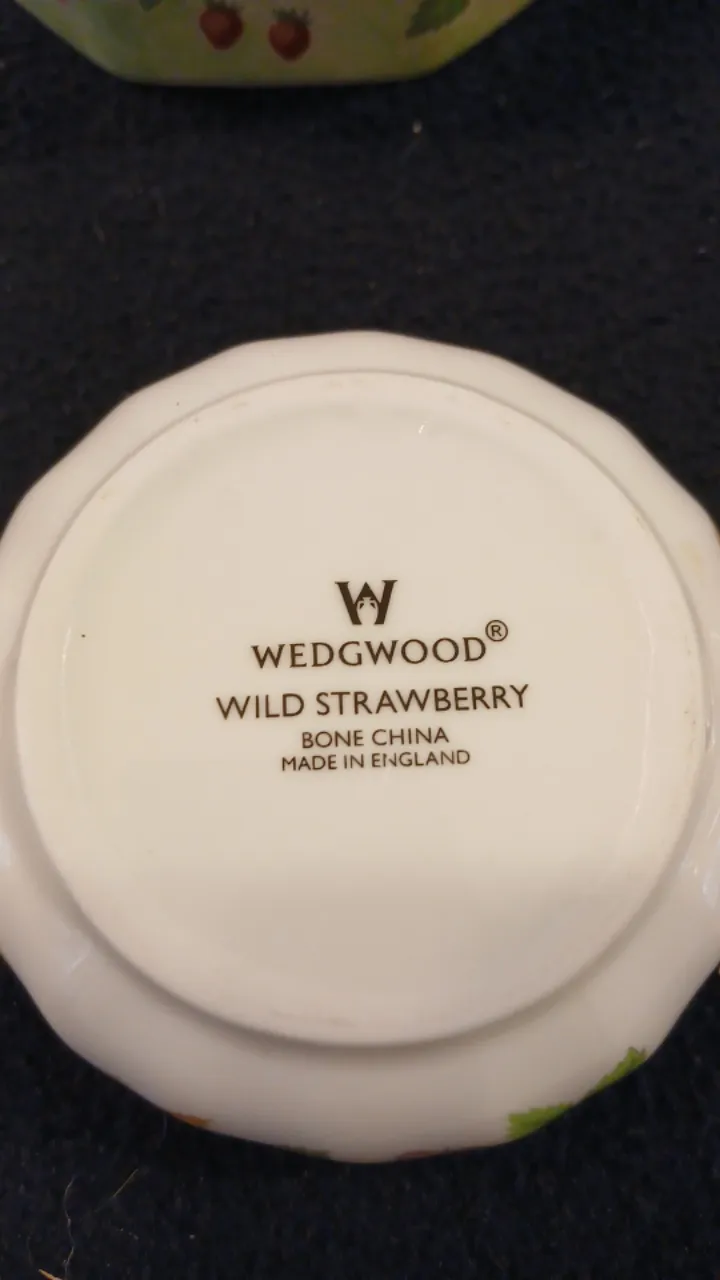 W
WEDGWOOD®
WILD STRAWBERRY
BONE CHINA
MADE IN ENGLAND